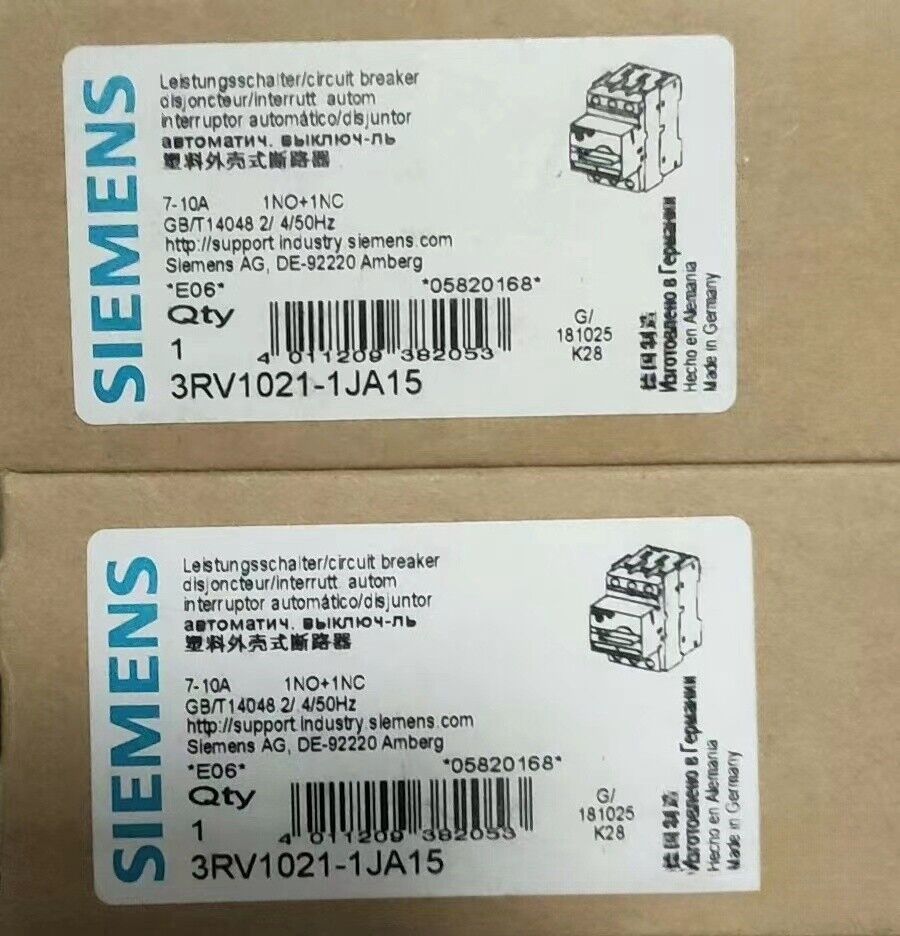 SIEMENS
Leistungsschalter/circuit breaker
disjoncteur/interrutt autom
interruptor automático/disjuntor
автоматич. выключ-ль
塑料外壳式断路器
7-10A 1NO+1NC
GB/T14048 2/ 4/50Hz
http://support industry siemens.com
Siemens AG, DE-92220 Amberg
*E06* *05820168*
Qty
1
4 011209 382053
3RV1021-1JA15
G/
181025
K28
德国制造
Изготовлено в Германии
Hecho en Alemania
Made in Germany
SIEMENS
Leistungsschalter/circuit breaker
disjoncteur/interrutt autom
interruptor automático/disjuntor
автоматич. выключ-ль
塑料外壳式断路器
7-10A 1NO+1NC
GB/T14048 2/ 4/50Hz
http://support industry siemens.com
Siemens AG, DE-92220 Amberg
*E06* *05820168*
Qty
1
4 011209 382053
3RV1021-1JA15
G/
181025
K28
德国制造
Изготовлено в Германии
Hecho en Alemania
Made in Germany